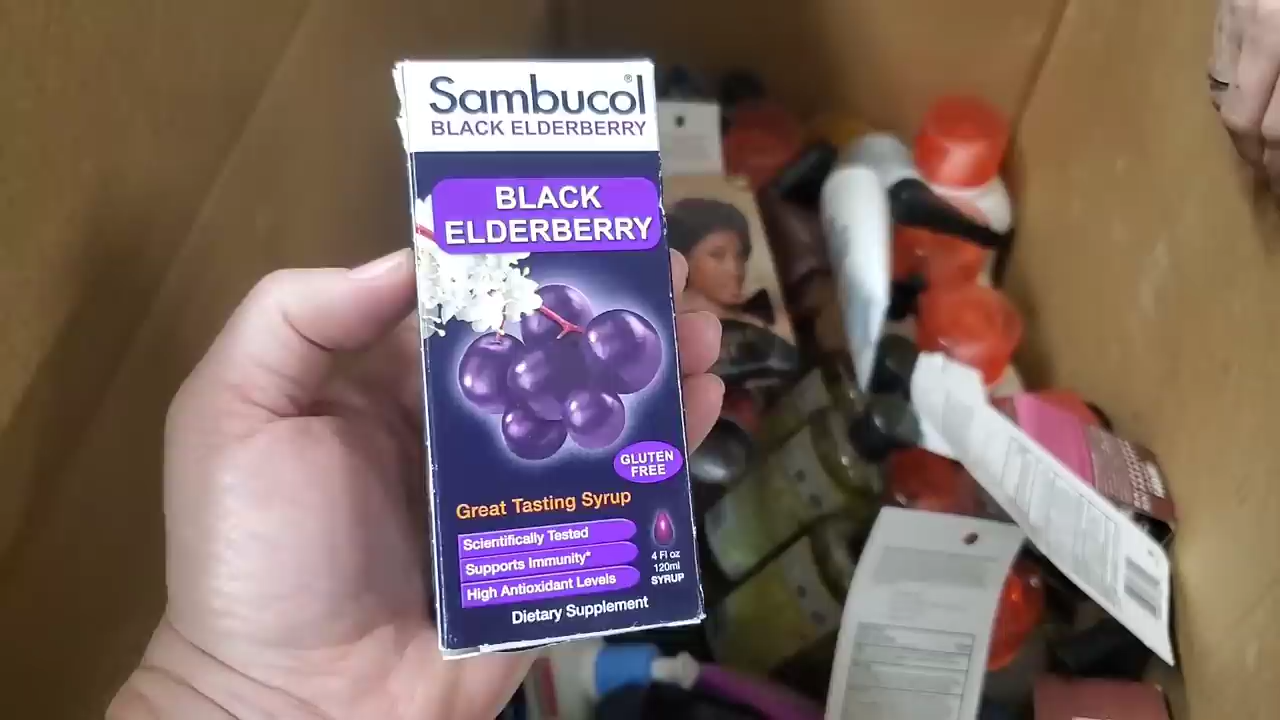 Sambucol®
BLACK ELDERBERRY
BLACK
ELDERBERRY
GLUTEN
FREE
Great Tasting Syrup
Scientifically Tested
Supports Immunity*
High Antioxidant Levels
4 Fl oz
120ml
SYRUP
Dietary Supplement